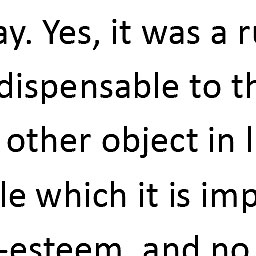 ay. Yes, it was a ru
dispensable to th
other object in l
le which it is imp
-esteem, and no